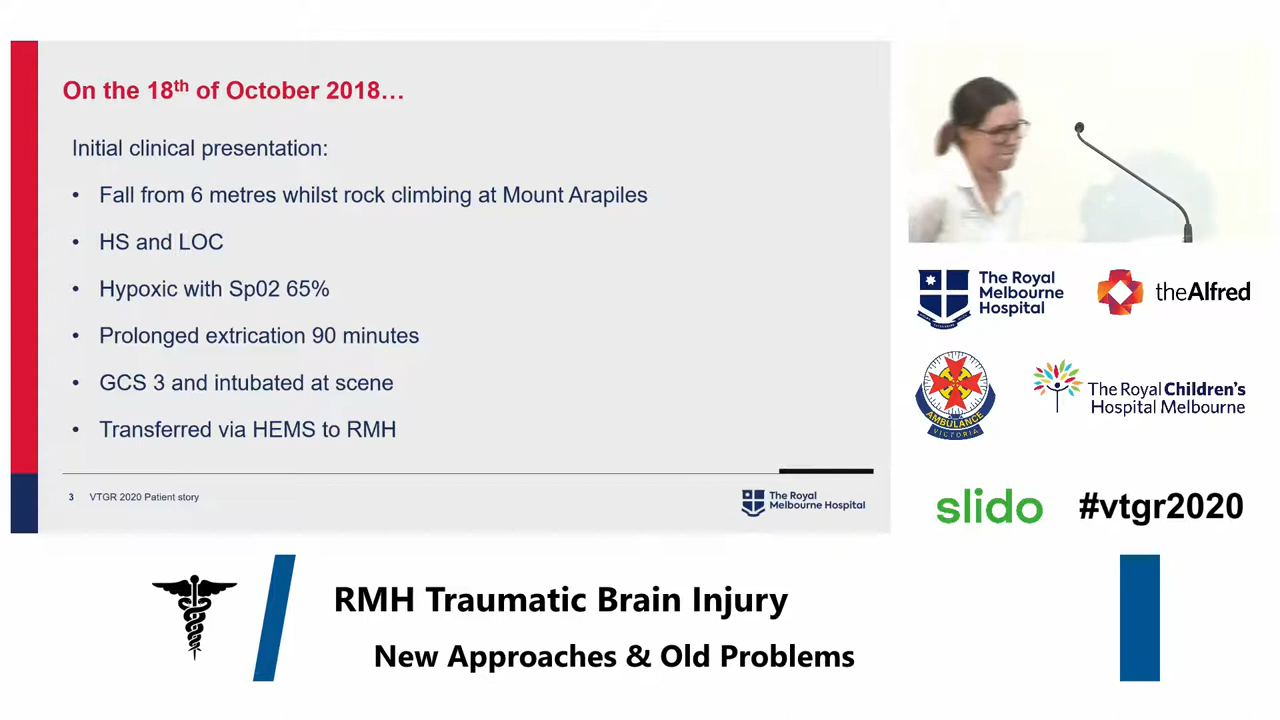 On the 18th of October 2018…
Initial clinical presentation:
• Fall from 6 metres whilst rock climbing at Mount Arapiles
• HS and LOC
• Hypoxic with Sp02 65%
• Prolonged extrication 90 minutes
• GCS 3 and intubated at scene
• Transferred via HEMS to RMH
3 VTGR 2020 Patient story
The Royal
Melbourne Hospital
The Royal
Melbourne
Hospital
theAlfred
AMBULANCE
VICTORIA
The Royal Children's
Hospital Melbourne
slido #vtgr2020
RMH Traumatic Brain Injury
New Approaches & Old Problems